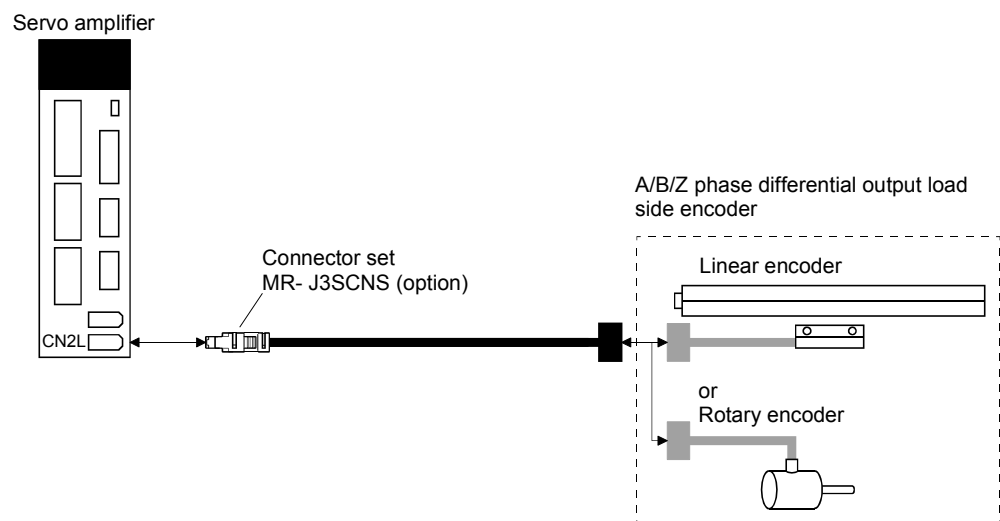 Servo amplifier
A/B/Z phase differential output load
side encoder
Connector set
MR- J3SCNS (option)
Linear encoder
CN2L
or
Rotary encoder